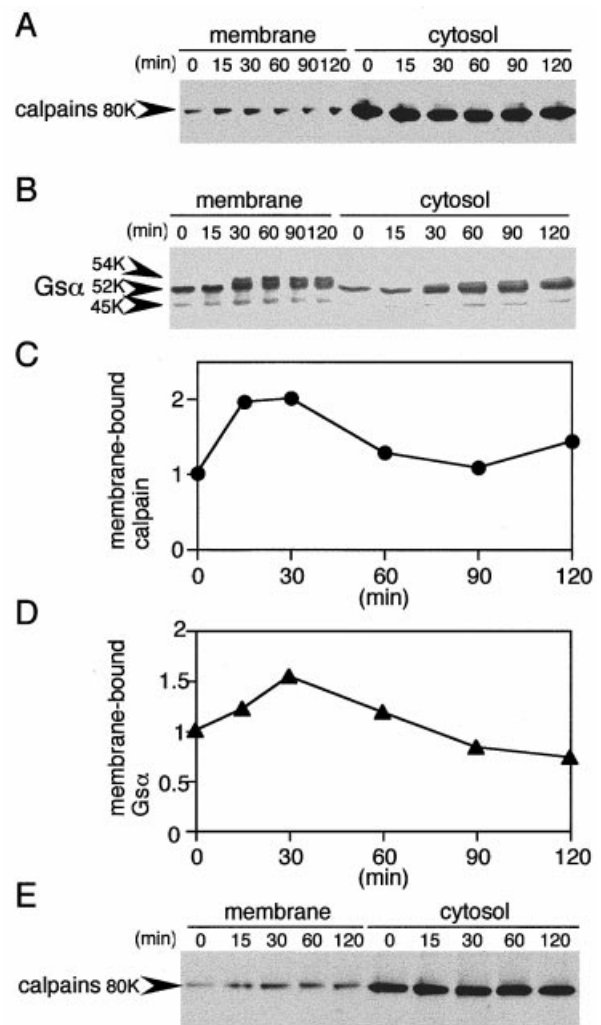 A
membrane cytosol
(min) 0 15 30 60 90 120 0 15 30 60 90 120
calpains 80K
B
membrane cytosol
(min) 0 15 30 60 90 120 0 15 30 60 90 120
54K
Gsα 52K
45K
C
membrane-bound
calpain
2
1
0
0 30 60 90 120
(min)
D
membrane-bound
Gsα
2
1.5
1
0.5
0
0 30 60 90 120
(min)
E
membrane cytosol
(min) 0 15 30 60 120 0 15 30 60 120
calpains 80K